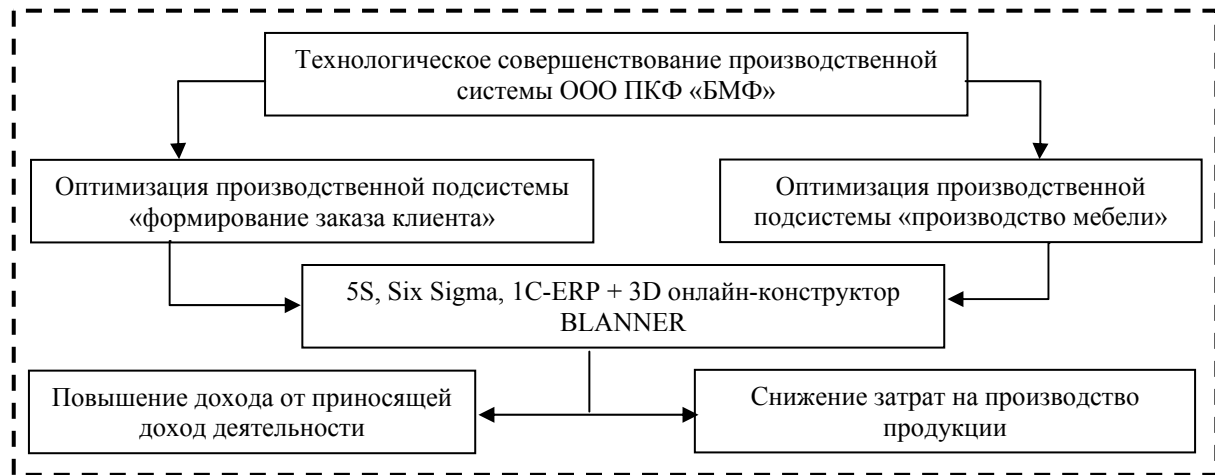 Технологическое совершенствование производственной
системы ООО ПКФ «БМФ»
Оптимизация производственной подсистемы
«формирование заказа клиента»
Оптимизация производственной
подсистемы «производство мебели»
5S, Six Sigma, 1С-ERP + 3D онлайн-конструктор
BLANNER
Повышение дохода от приносящей
доход деятельности
Снижение затрат на производство
продукции